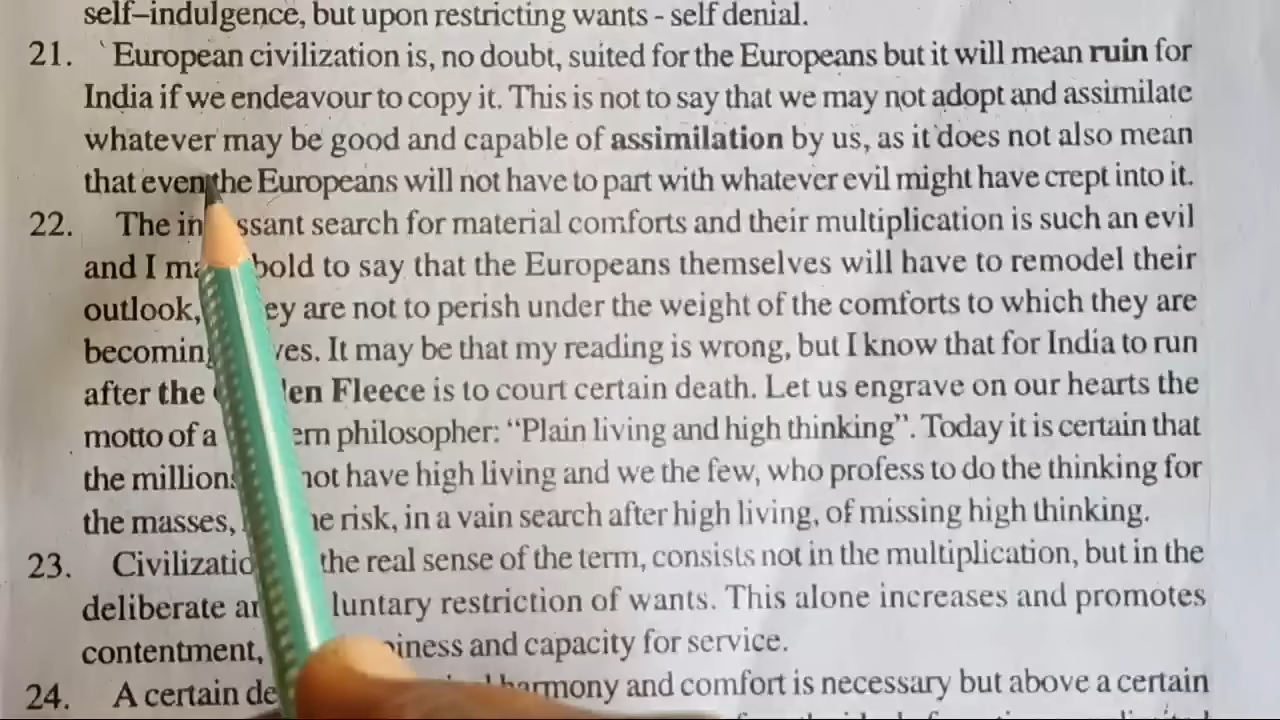 self–indulgence, but upon restricting wants - self denial.
21. European civilization is, no doubt, suited for the Europeans but it will mean ruin for
India if we endeavour to copy it. This is not to say that we may not adopt and assimilate
whatever may be good and capable of assimilation by us, as it does not also mean
that even the Europeans will not have to part with whatever evil might have crept into it.
22. The search for material comforts and their multiplication is such an evil
and I bold to say that the Europeans themselves will have to remodel their
outlook, are not to perish under the weight of the comforts to which they are
becoming It may be that my reading is wrong, but I know that for India to run
after the Fleece is to court certain death. Let us engrave on our hearts the
motto of a philosopher: “Plain living and high thinking”. Today it is certain that
the millions not have high living and we the few, who profess to do the thinking for
the masses, risk, in a vain search after high living, of missing high thinking.
23. the real sense of the term, consists not in the multiplication, but in the
deliberate restriction of wants. This alone increases and promotes
contentment, and capacity for service.
24. A certain harmony and comfort is necessary but above a certain